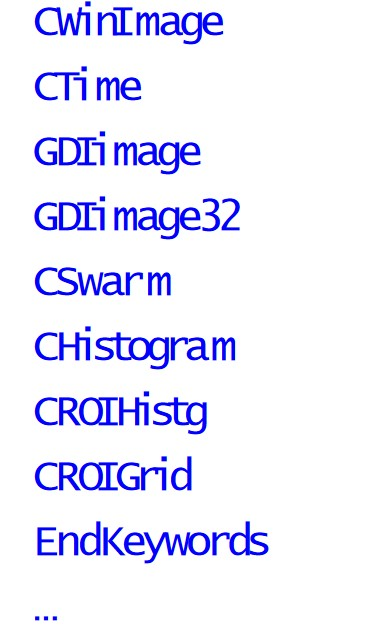 CWinImage
CTime
GDIimage
GDIimage32
CSwarm
CHistogram
CROIHistg
CROIGrid
EndKeywords
...